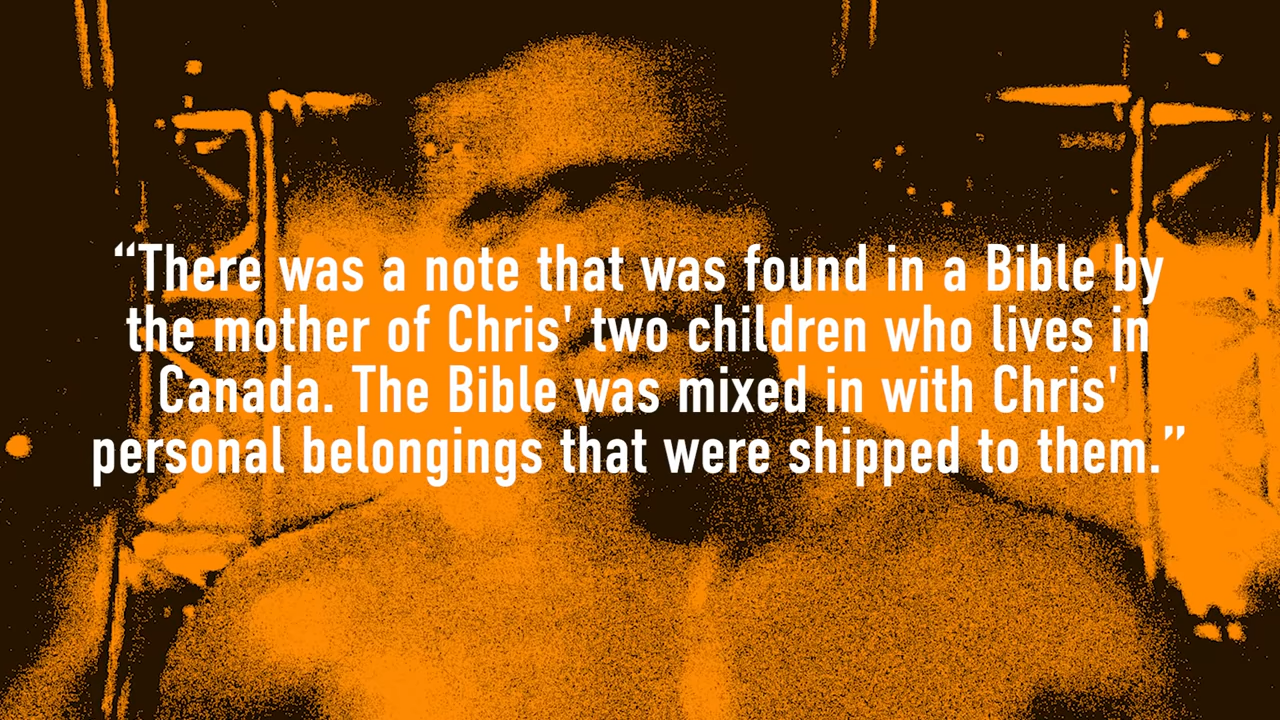 “There was a note that was found in a Bible by
the mother of Chris' two children who lives in
Canada. The Bible was mixed in with Chris'
personal belongings that were shipped to them.”